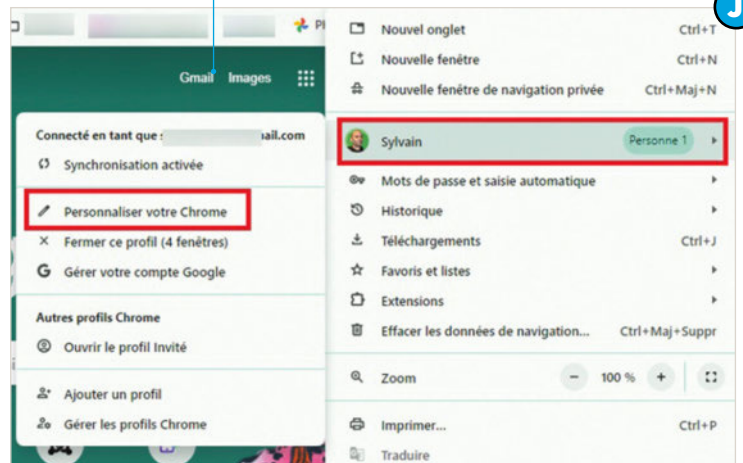 Gmail Images
Connecté en tant que
ail.com
Synchronisation activée
Personnaliser votre Chrome
Fermer ce profil (4 fenêtres)
Gérer votre compte Google
Autres profils Chrome
Ouvrir le profil Invité
Ajouter un profil
Gérer les profils Chrome
Nouvel onglet Ctrl+T
Nouvelle fenêtre Ctrl+N
Nouvelle fenêtre de navigation privée Ctrl+Maj+N
Sylvain Personne 1
Mots de passe et saisie automatique
Historique
Téléchargements Ctrl+J
Favoris et listes
Extensions
Effacer les données de navigation... Ctrl+Maj+Suppr
Zoom − 100 % +
Imprimer... Ctrl+P
Traduire